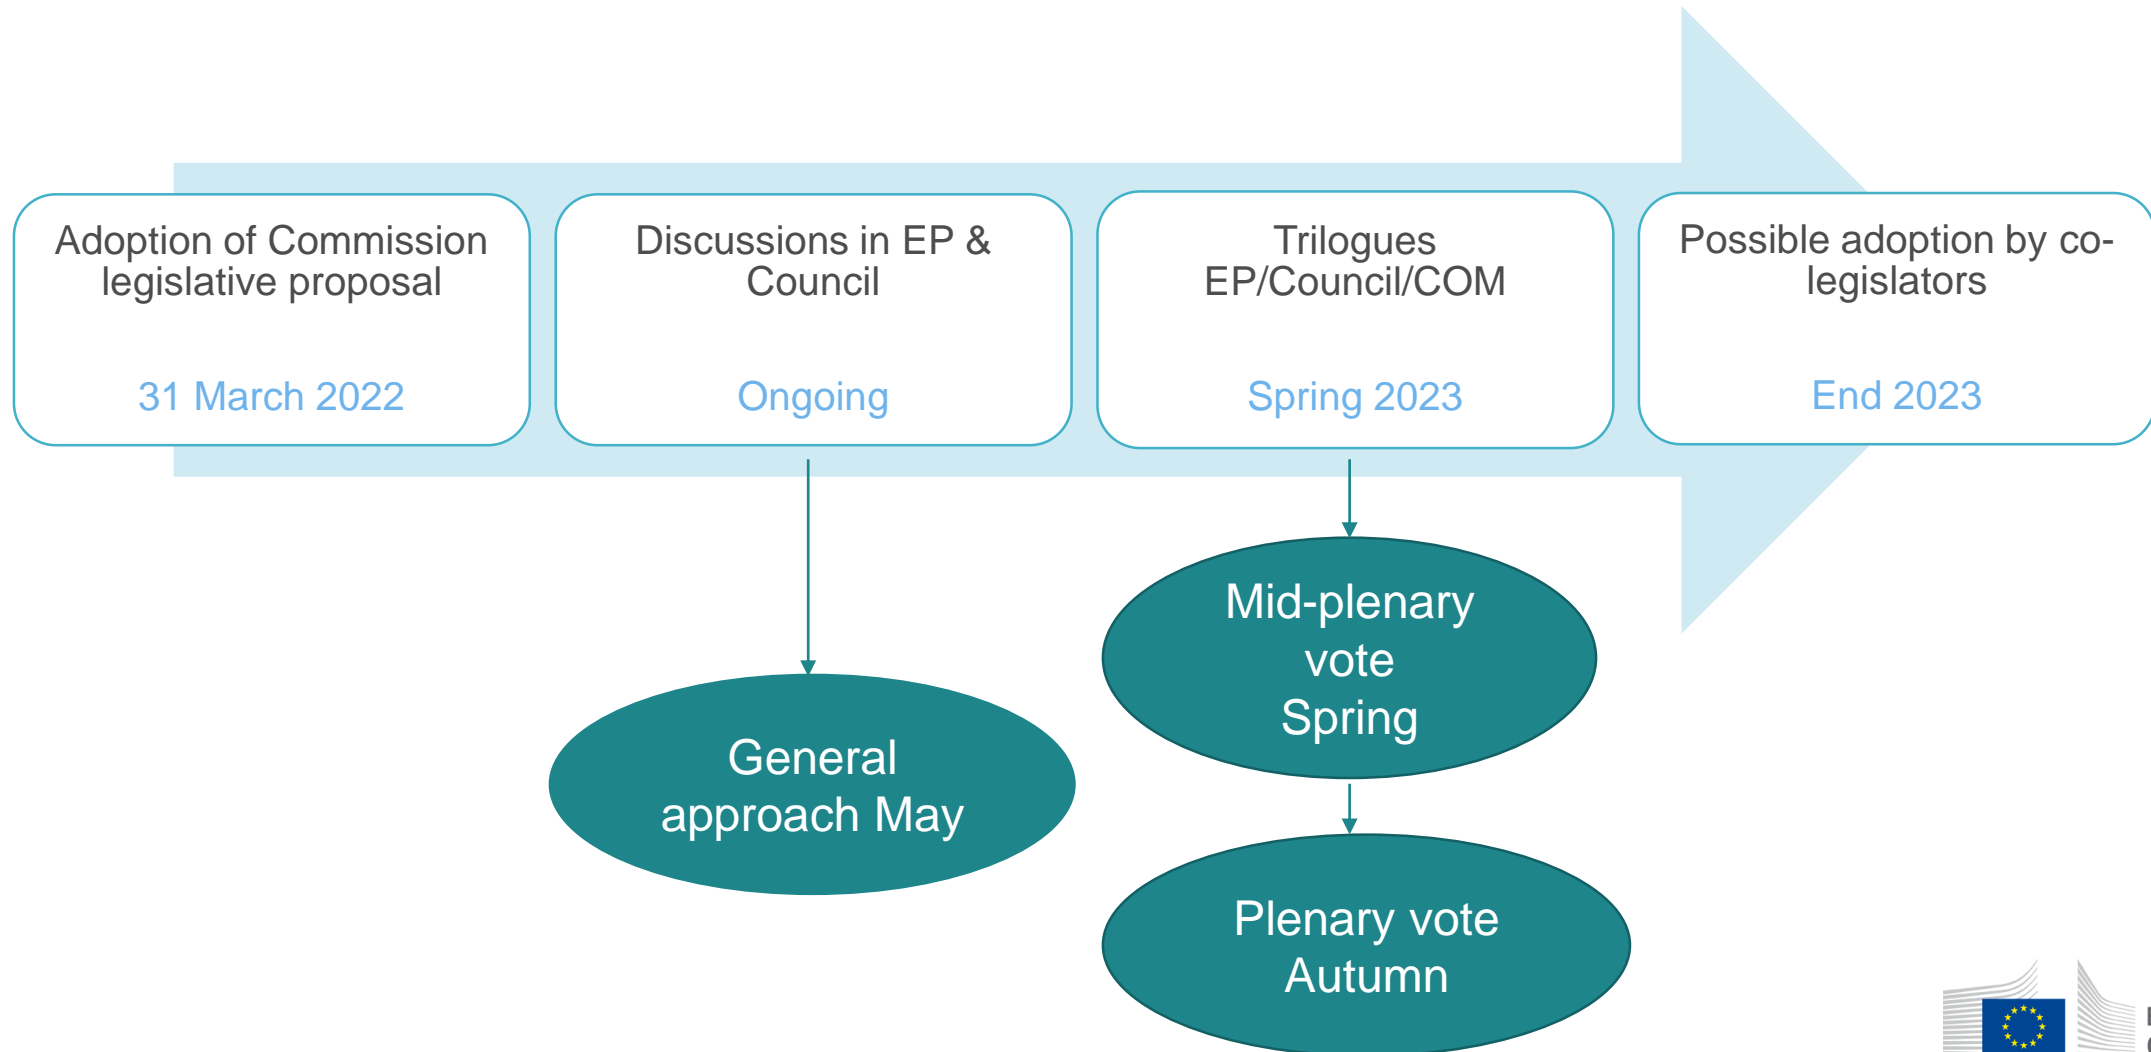 Adoption of Commission
legislative proposal
31 March 2022
Discussions in EP &
Council
Ongoing
Trilogues
EP/Council/COM
Spring 2023
Possible adoption by co-
legislators
End 2023
General
approach May
Mid-plenary
vote
Spring
Plenary vote
Autumn